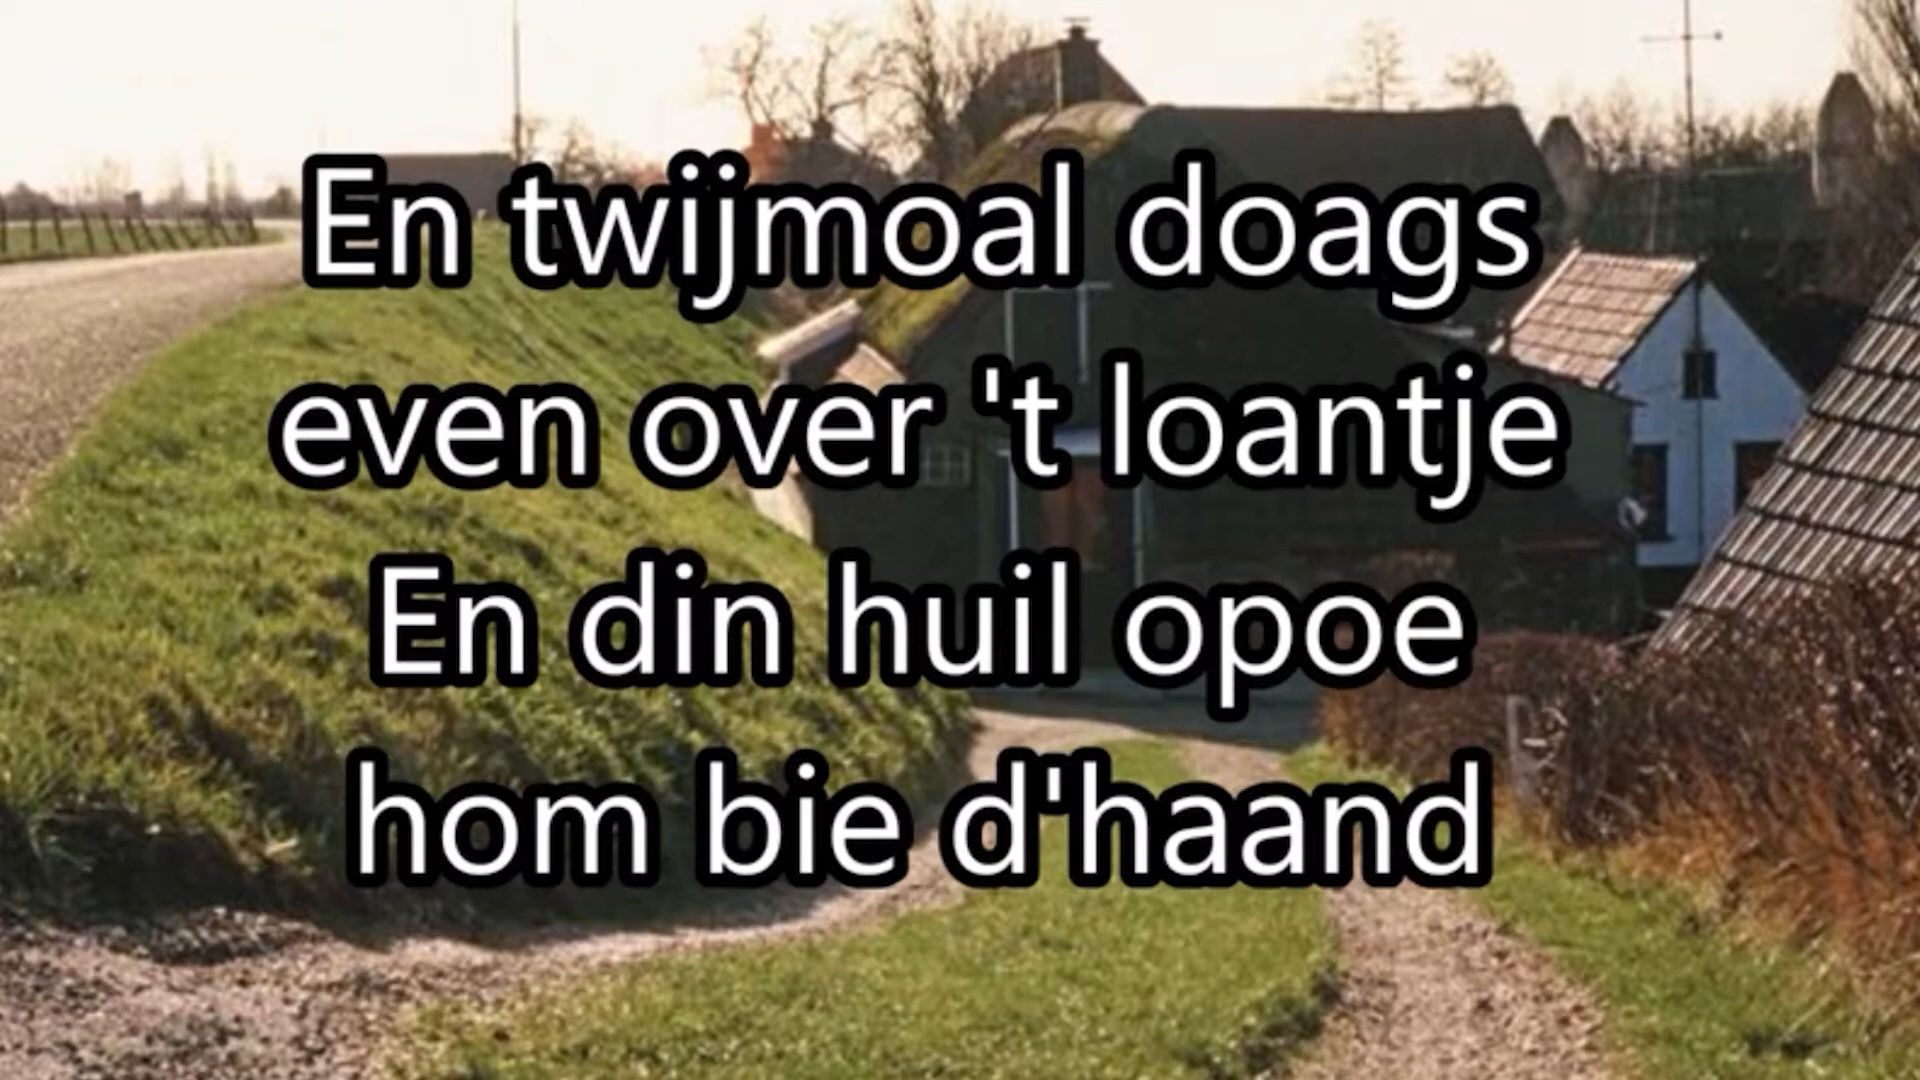 En twijmoal doags
even over 't loantje
En din huil opoe
hom bie d'haand